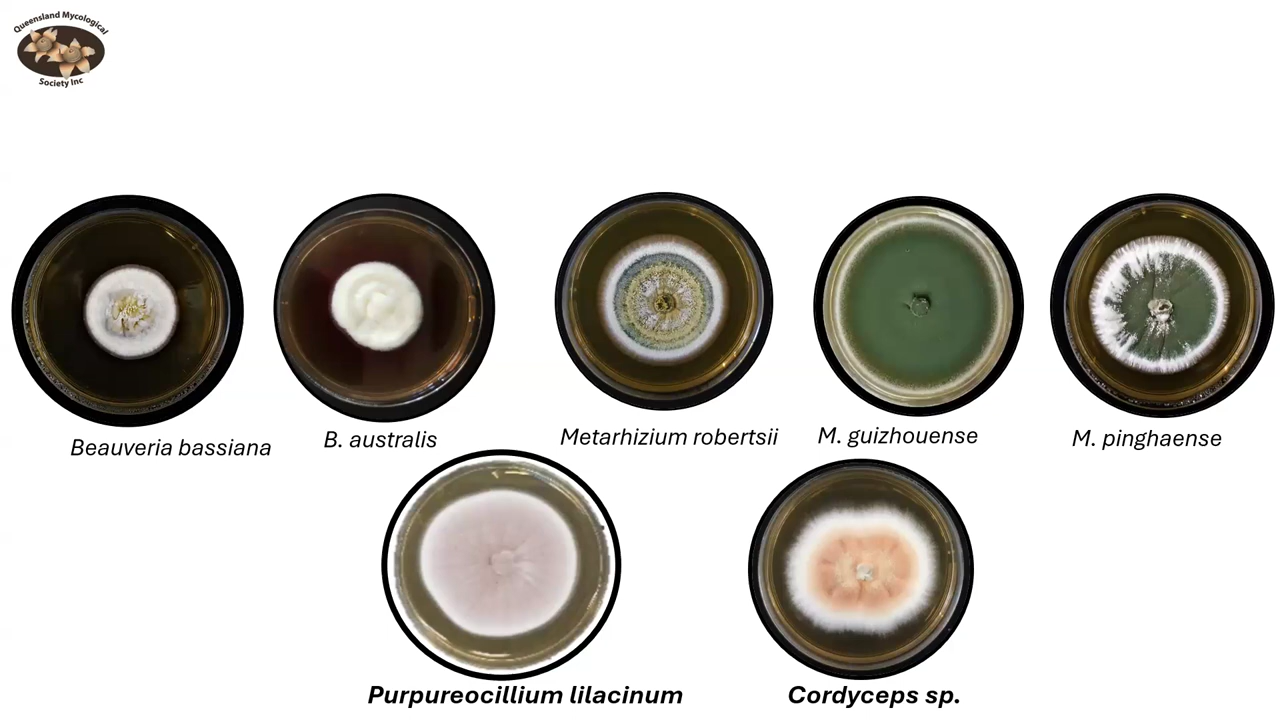 Queensland Mycological
Society Inc
Beauveria bassiana
B. australis
Metarhizium robertsii
M. guizhouense
M. pinghaense
Purpureocillium lilacinum
Cordyceps sp.